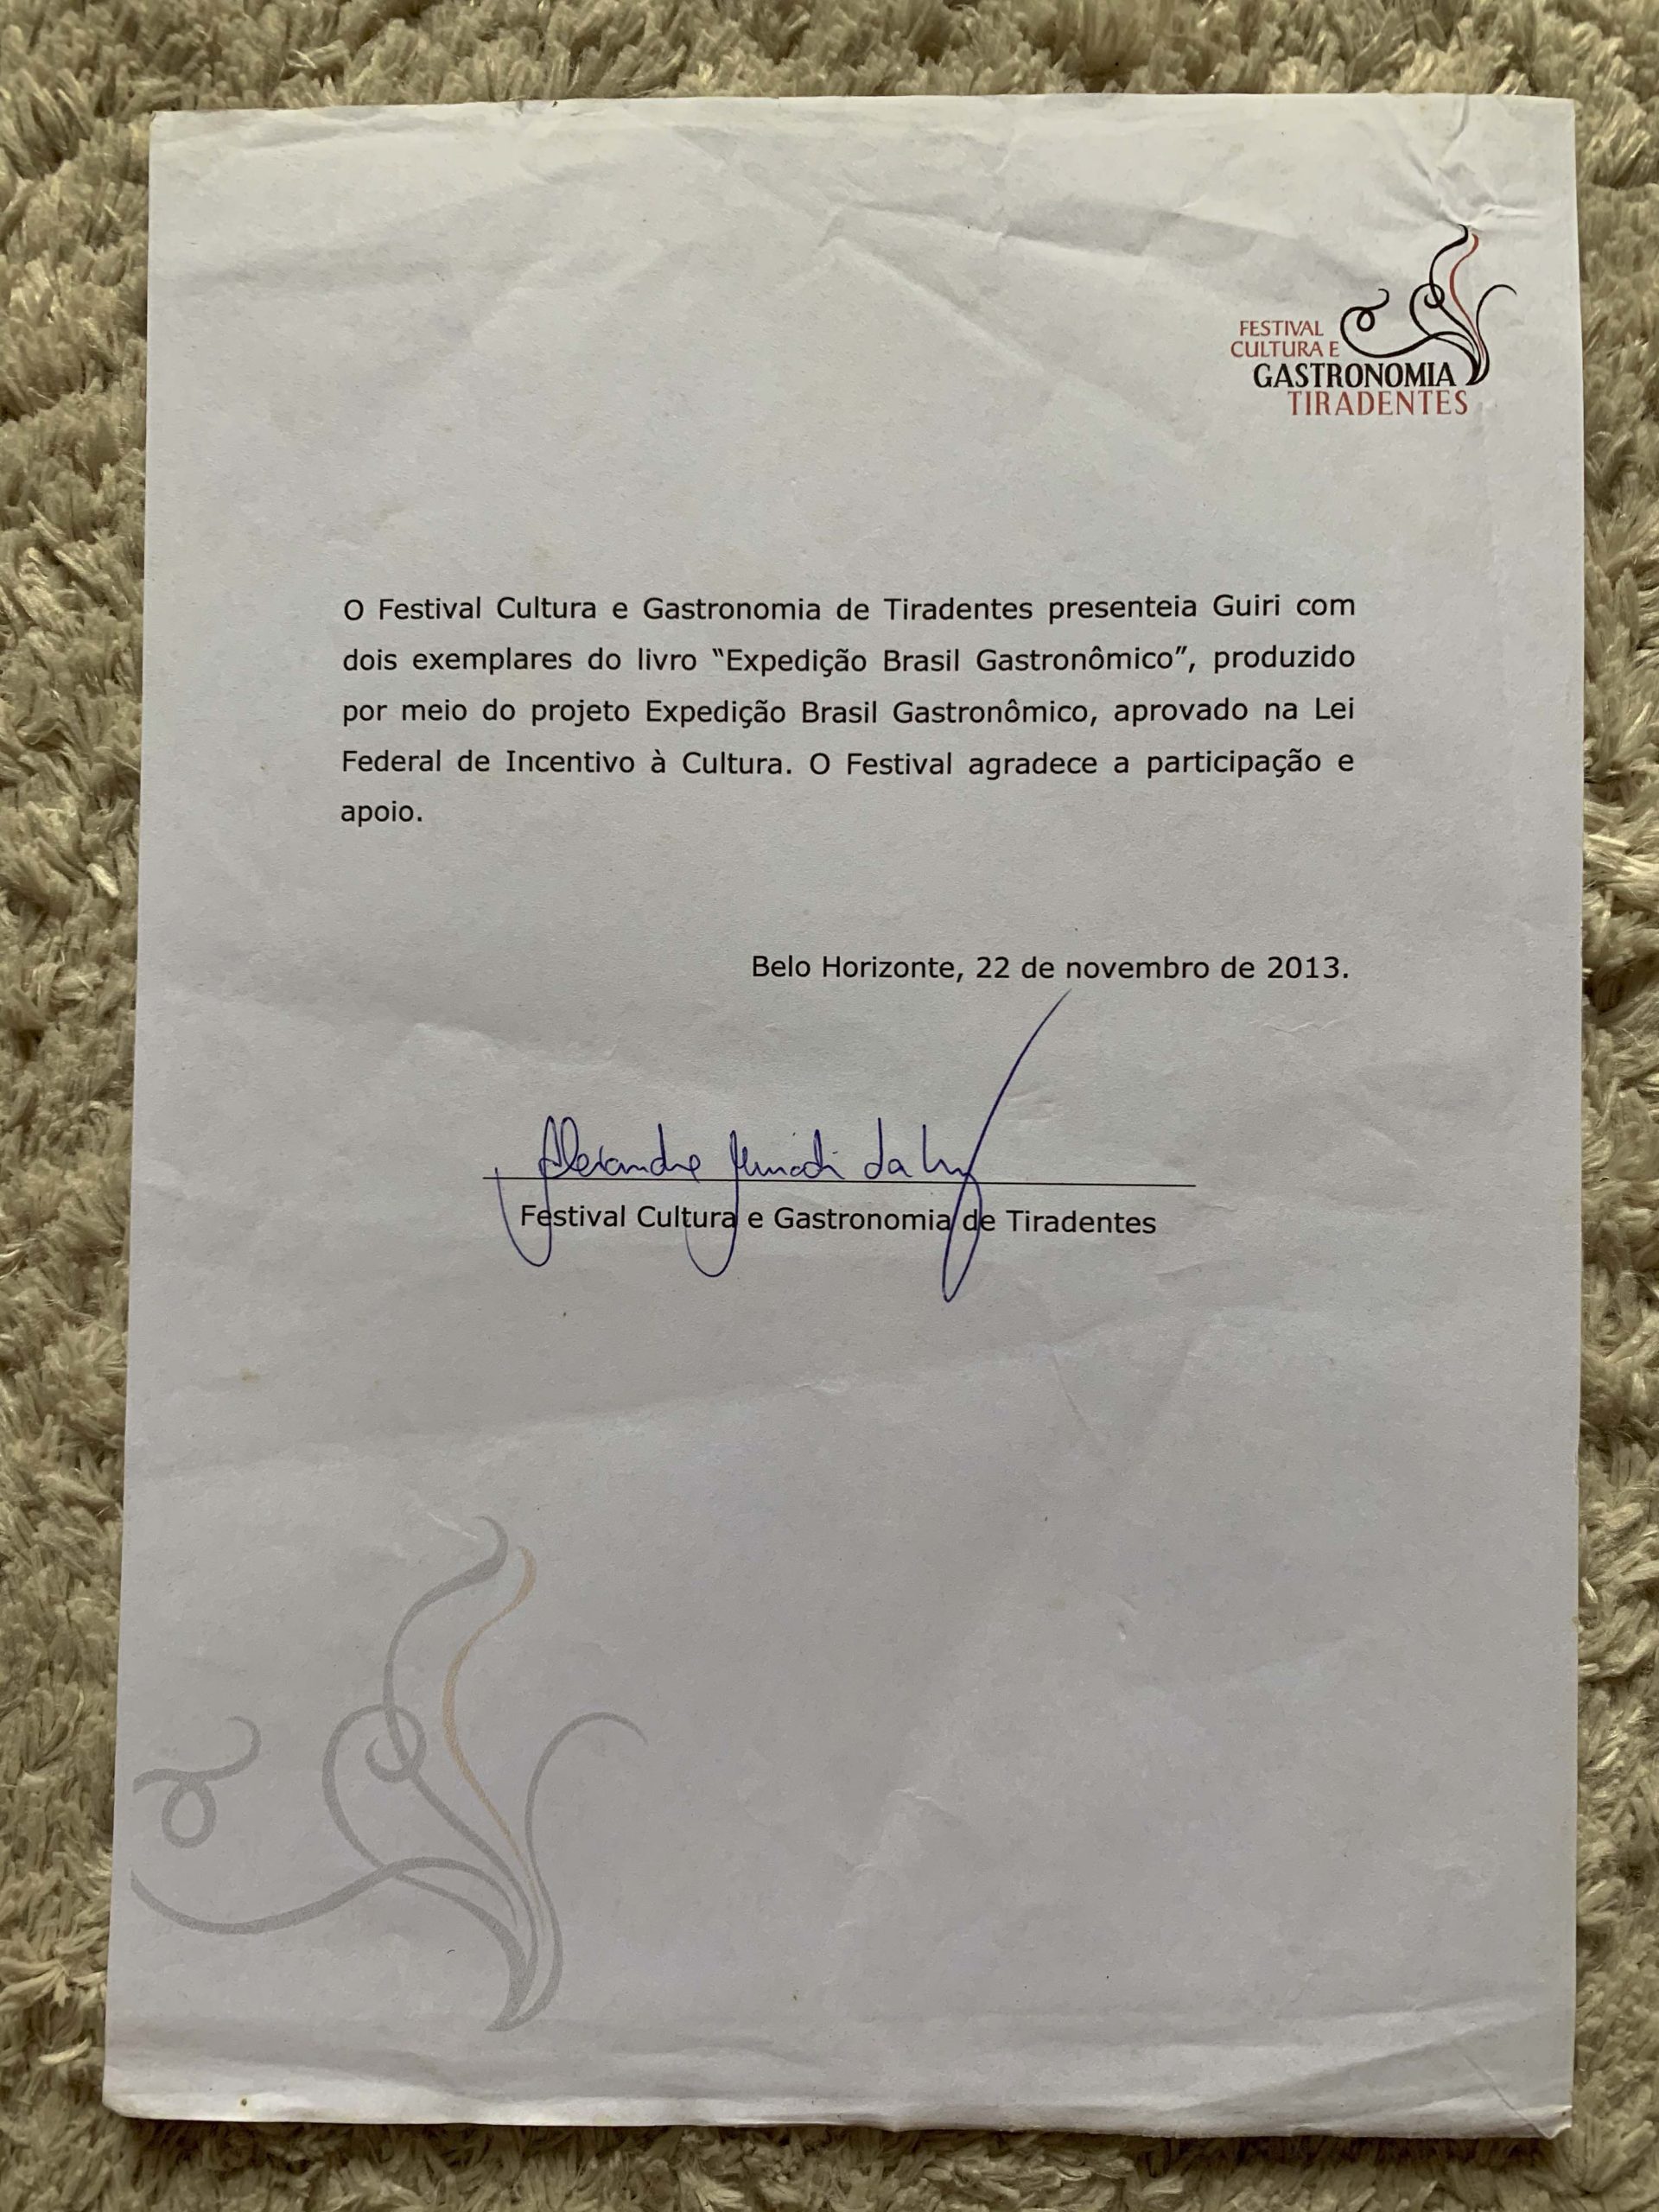 FESTIVAL
CULTURA E
GASTRONOMIA
TIRADENTES
O Festival Cultura e Gastronomia de Tiradentes presenteia Guiri com
dois exemplares do livro “Expedição Brasil Gastronômico”, produzido
por meio do projeto Expedição Brasil Gastronômico, aprovado na Lei
Federal de Incentivo à Cultura. O Festival agradece a participação e
apoio.
Belo Horizonte, 22 de novembro de 2013.
Alexandre da
Festival Cultura e Gastronomia de Tiradentes